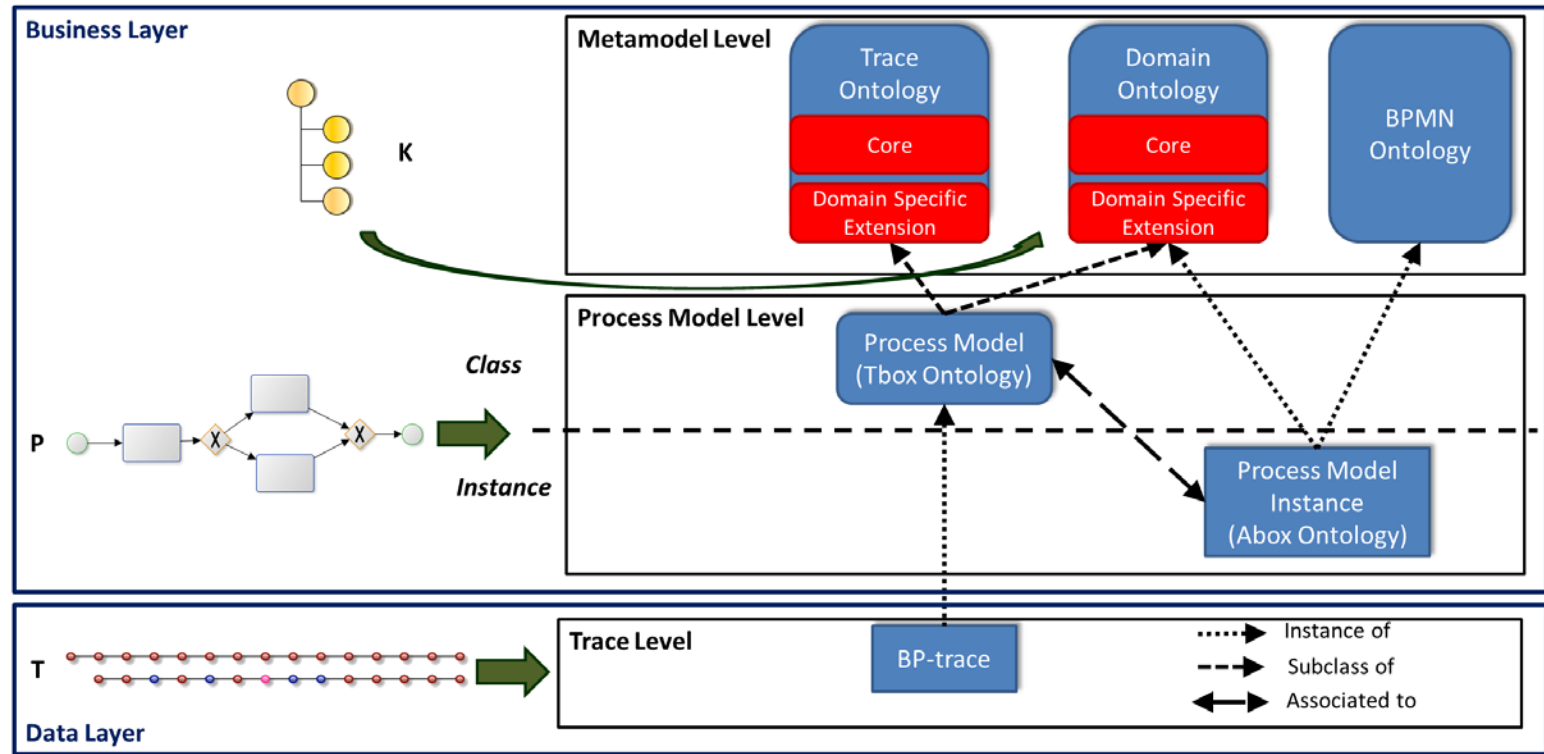 Business Layer
Metamodel Level
Trace
Ontology
Core
Domain Specific
Extension
Domain
Ontology
Core
Domain Specific
Extension
BPMN
Ontology
K
Process Model Level
Process Model
(Tbox Ontology)
Class
P
X
X
Instance
Process Model
Instance
(Abox Ontology)
Trace Level
BP-trace
T
Instance of
Subclass of
Associated to
Data Layer